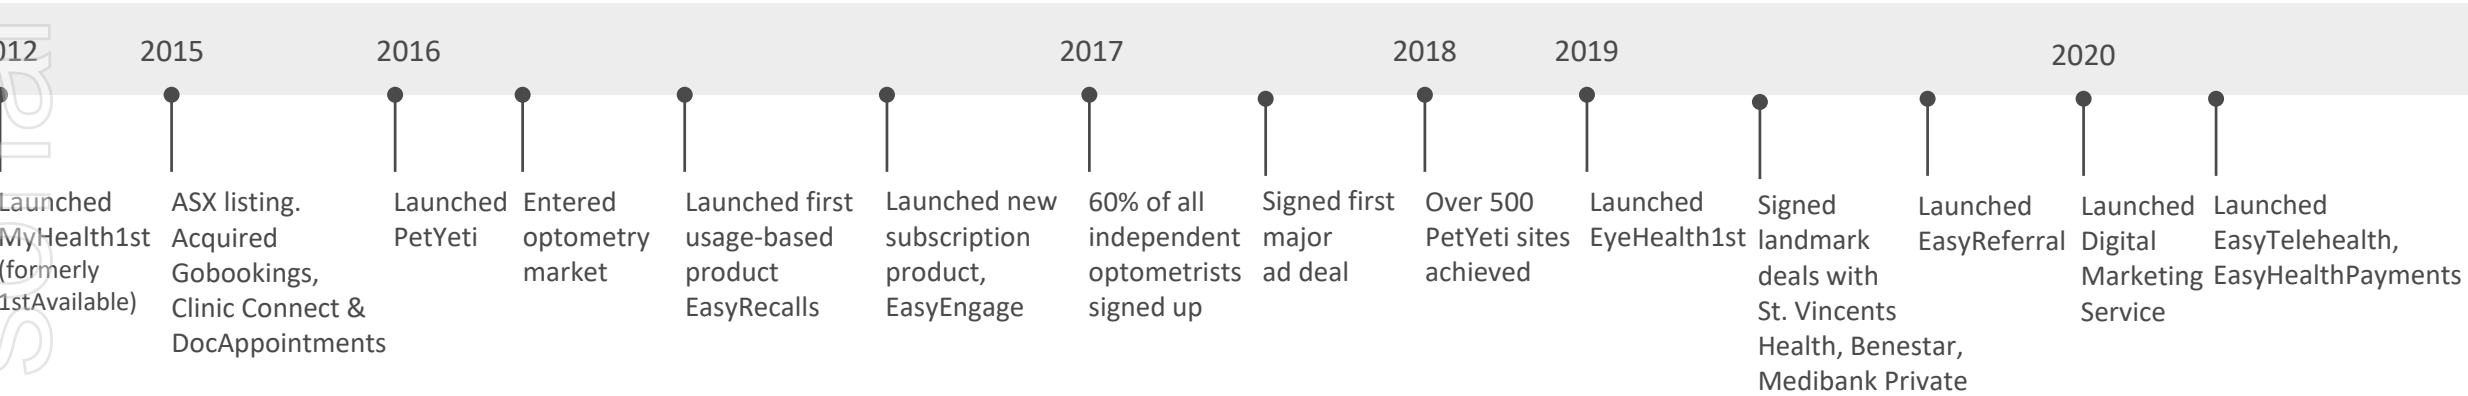 012
2015
2016
2017
2018
2019
2020
Launched
MyHealth1st
(formerly
1stAvailable)
ASX listing.
Acquired
Gobookings,
Clinic Connect &
DocAppointments
Launched
PetYeti
Entered
optometry
market
Launched first
usage-based
product
EasyRecalls
Launched new
subscription
product,
EasyEngage
60% of all
independent
optometrists
signed up
Signed first
major
ad deal
Over 500
PetYeti sites
achieved
Launched
EyeHealth1st
Signed
landmark
deals with
St. Vincents
Health, Benestar,
Medibank Private
Launched
EasyReferral
Launched
Digital
Marketing
Service
Launched
EasyTelehealth,
EasyHealthPayments